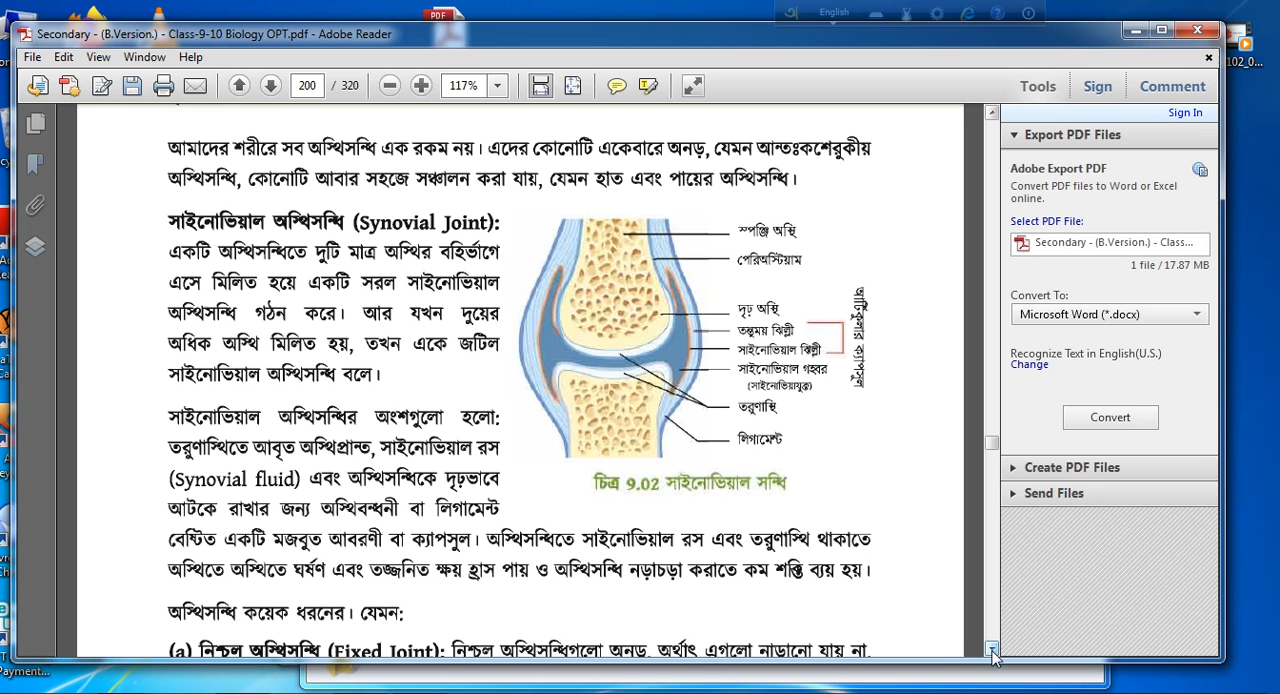 PDF
English
Secondary - (B.Version.) - Class-9-10 Biology OPT.pdf - Adobe Reader
File Edit View Window Help
200 / 320 117% Tools Sign Comment
Sign In
আমাদের শরীরে সব অস্থিসন্ধি এক রকম নয়। এদের কোনোটি একেবারে অনড়, যেমন আন্তঃকশেরুকীয়
অস্থিসন্ধি, কোনোটি আবার সহজে সঞ্চালন করা যায়, যেমন হাত এবং পায়ের অস্থিসন্ধি।
সাইনোভিয়াল অস্থিসন্ধি (Synovial Joint):
একটি অস্থিসন্ধিতে দুটি মাত্র অস্থির বহির্ভাগে
এসে মিলিত হয়ে একটি সরল সাইনোভিয়াল
অস্থিসন্ধি গঠন করে। আর যখন দুয়ের
অধিক অস্থি মিলিত হয়, তখন একে জটিল
সাইনোভিয়াল অস্থিসন্ধি বলে।
সাইনোভিয়াল অস্থিসন্ধির অংশগুলো হলো:
তরুণাস্থিতে আবৃত অস্থিপ্রান্ত, সাইনোভিয়াল রস
(Synovial fluid) এবং অস্থিসন্ধিকে দৃঢ়ভাবে
আটকে রাখার জন্য অস্থিবন্ধনী বা লিগামেন্ট
বেষ্টিত একটি মজবুত আবরণী বা ক্যাপসুল। অস্থিসন্ধিতে সাইনোভিয়াল রস এবং তরুণাস্থি থাকাতে
অস্থিতে অস্থিতে ঘর্ষণ এবং তজ্জনিত ক্ষয় হ্রাস পায় ও অস্থিসন্ধি নড়াচড়া করাতে কম শক্তি ব্যয় হয়।
স্পঞ্জি অস্থি
পেরিঅস্টিয়াম
দৃঢ় অস্থি
তন্তুময় ঝিল্লী
সাইনোভিয়াল ঝিল্লী
সাইনোভিয়াল গহ্বর
(সাইনোভিয়াযুক্ত)
তরুণাস্থি
লিগামেন্ট
আর্টিকুলার ক্যাপসুল
চিত্র 9.02 সাইনোভিয়াল সন্ধি
অস্থিসন্ধি কয়েক ধরনের। যেমন:
(a) নিশ্চল অস্থিসন্ধি (Fixed Joint): নিশ্চল অস্থিসন্ধিগুলো অনড়, অর্থাৎ এগুলো নাড়ানো যায় না,
Export PDF Files
Adobe Export PDF
Convert PDF files to Word or Excel
online.
Select PDF File:
Secondary - (B.Version.) - Class...
1 file / 17.87 MB
Convert To:
Microsoft Word (*.docx)
Recognize Text in English(U.S.)
Change
Convert
Create PDF Files
Send Files
102_0...
Payment...